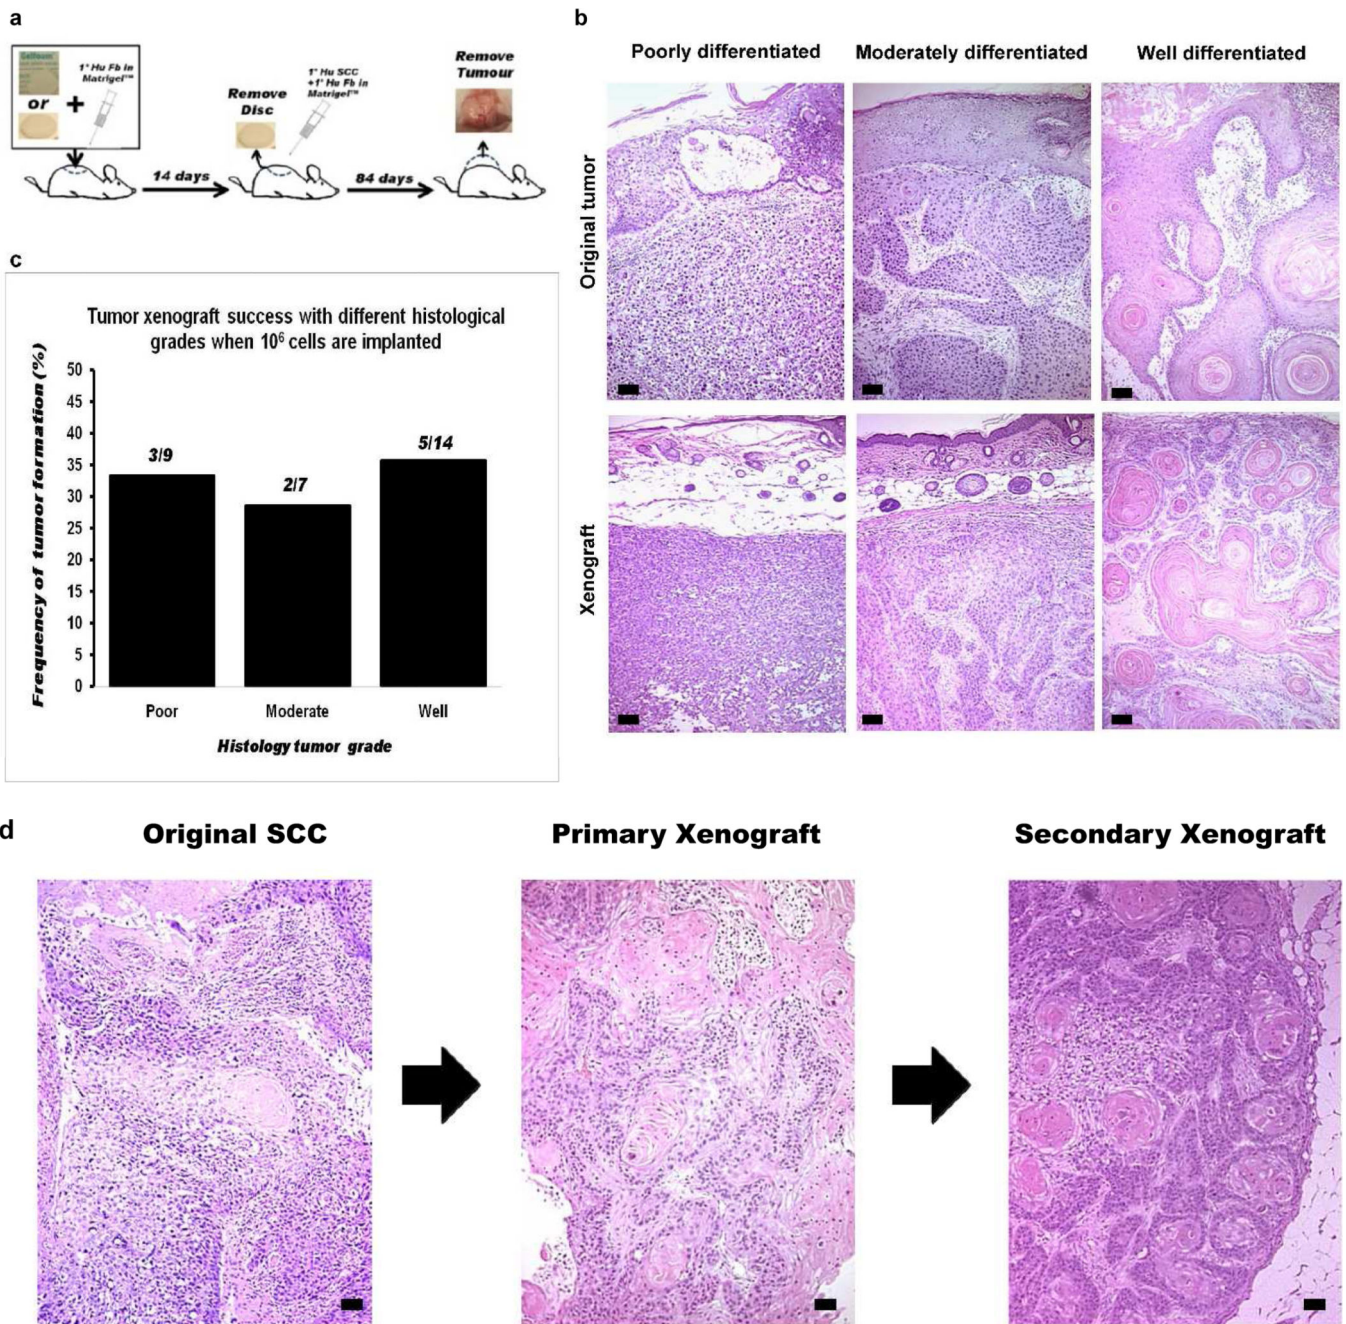 a
Gelfoam
1° Hu Fb in
Matrigel™
or
+
14 days
Remove
Disc
1° Hu SCC
+1° Hu Fb in
Matrigel™
84 days
Remove
Tumour
b
Poorly differentiated
Moderately differentiated
Well differentiated
Original tumor
Xenograft
c
Tumor xenograft success with different histological
grades when 10⁶ cells are implanted
Frequency of tumor formation (%)
50
45
40
35
30
25
20
15
10
5
0
3/9
2/7
5/14
Poor
Moderate
Well
Histology tumor grade
d
Original SCC
Primary Xenograft
Secondary Xenograft